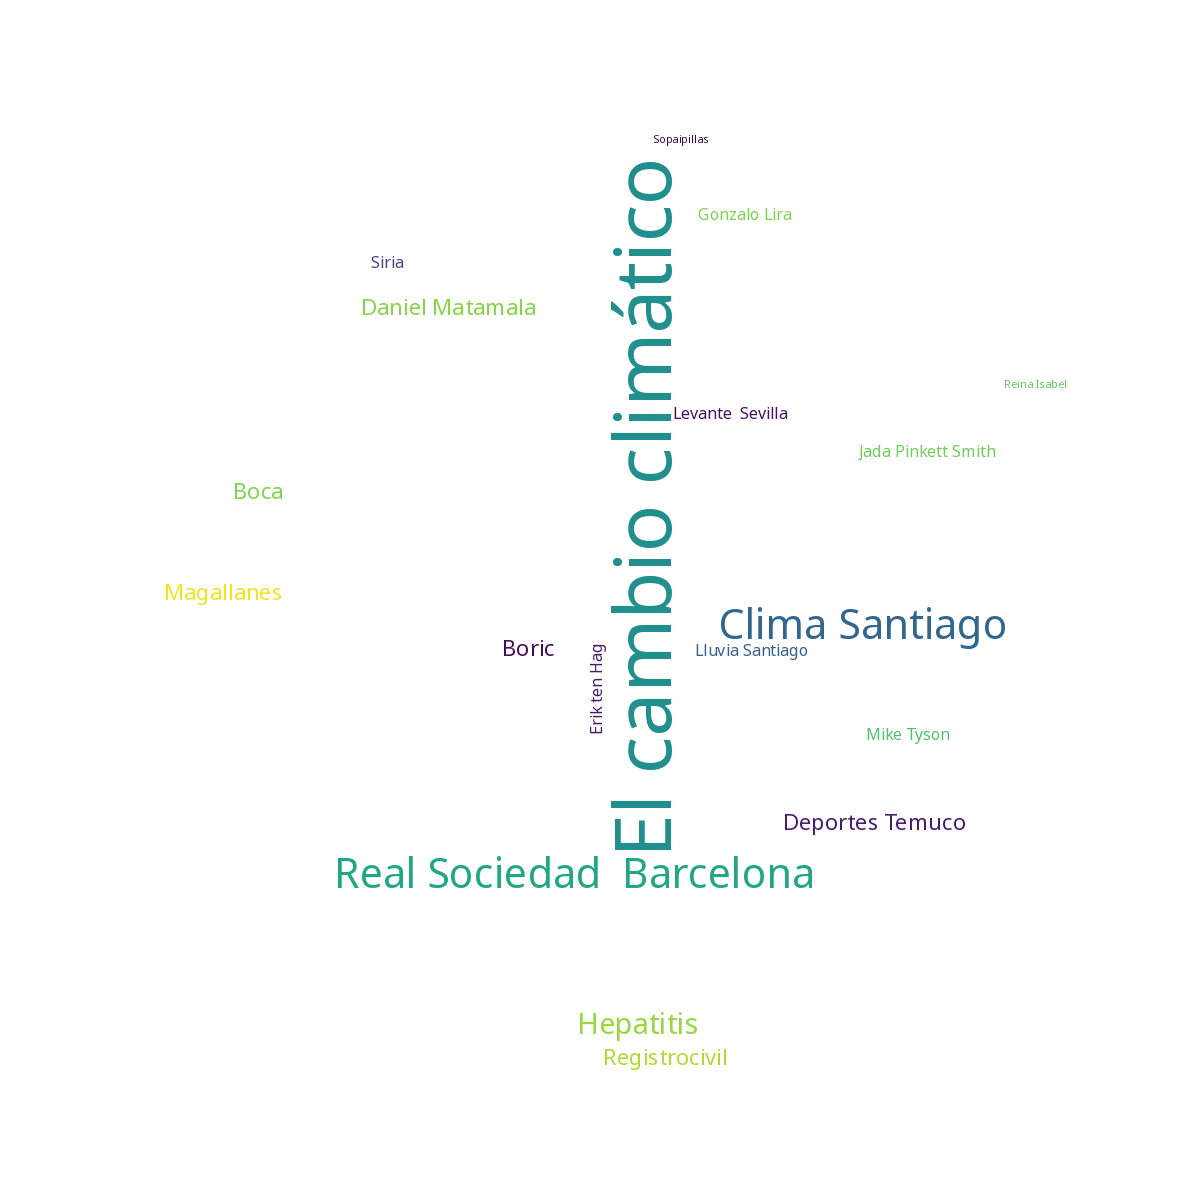 Sopaipillas
El cambio climático
Gonzalo Lira
Siria
Daniel Matamala
Reina Isabel
Levante  Sevilla
Jada Pinkett Smith
Boca
Magallanes
Clima Santiago
Boric
Erik ten Hag
Lluvia Santiago
Mike Tyson
Deportes Temuco
Real Sociedad  Barcelona
Hepatitis
Registrocivil